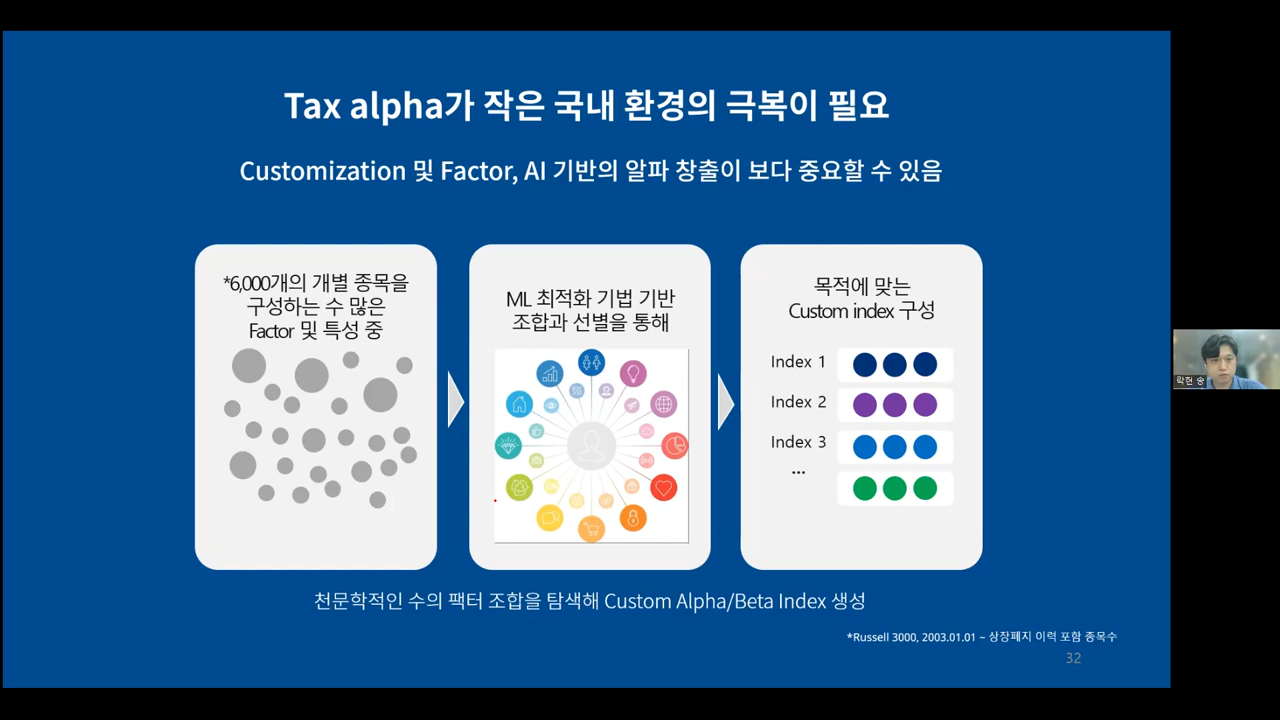 Tax alpha가 작은 국내 환경의 극복이 필요
Customization 및 Factor, AI 기반의 알파 창출이 보다 중요할 수 있음
*6,000개의 개별 종목을
구성하는 수 많은
Factor 및 특성 중
ML 최적화 기법 기반
조합과 선별을 통해
목적에 맞는
Custom index 구성
Index 1
Index 2
Index 3
...
천문학적인 수의 팩터 조합을 탐색해 Custom Alpha/Beta Index 생성
*Russell 3000, 2003.01.01 ~ 상장폐지 이력 포함 종목수
32
락현 송